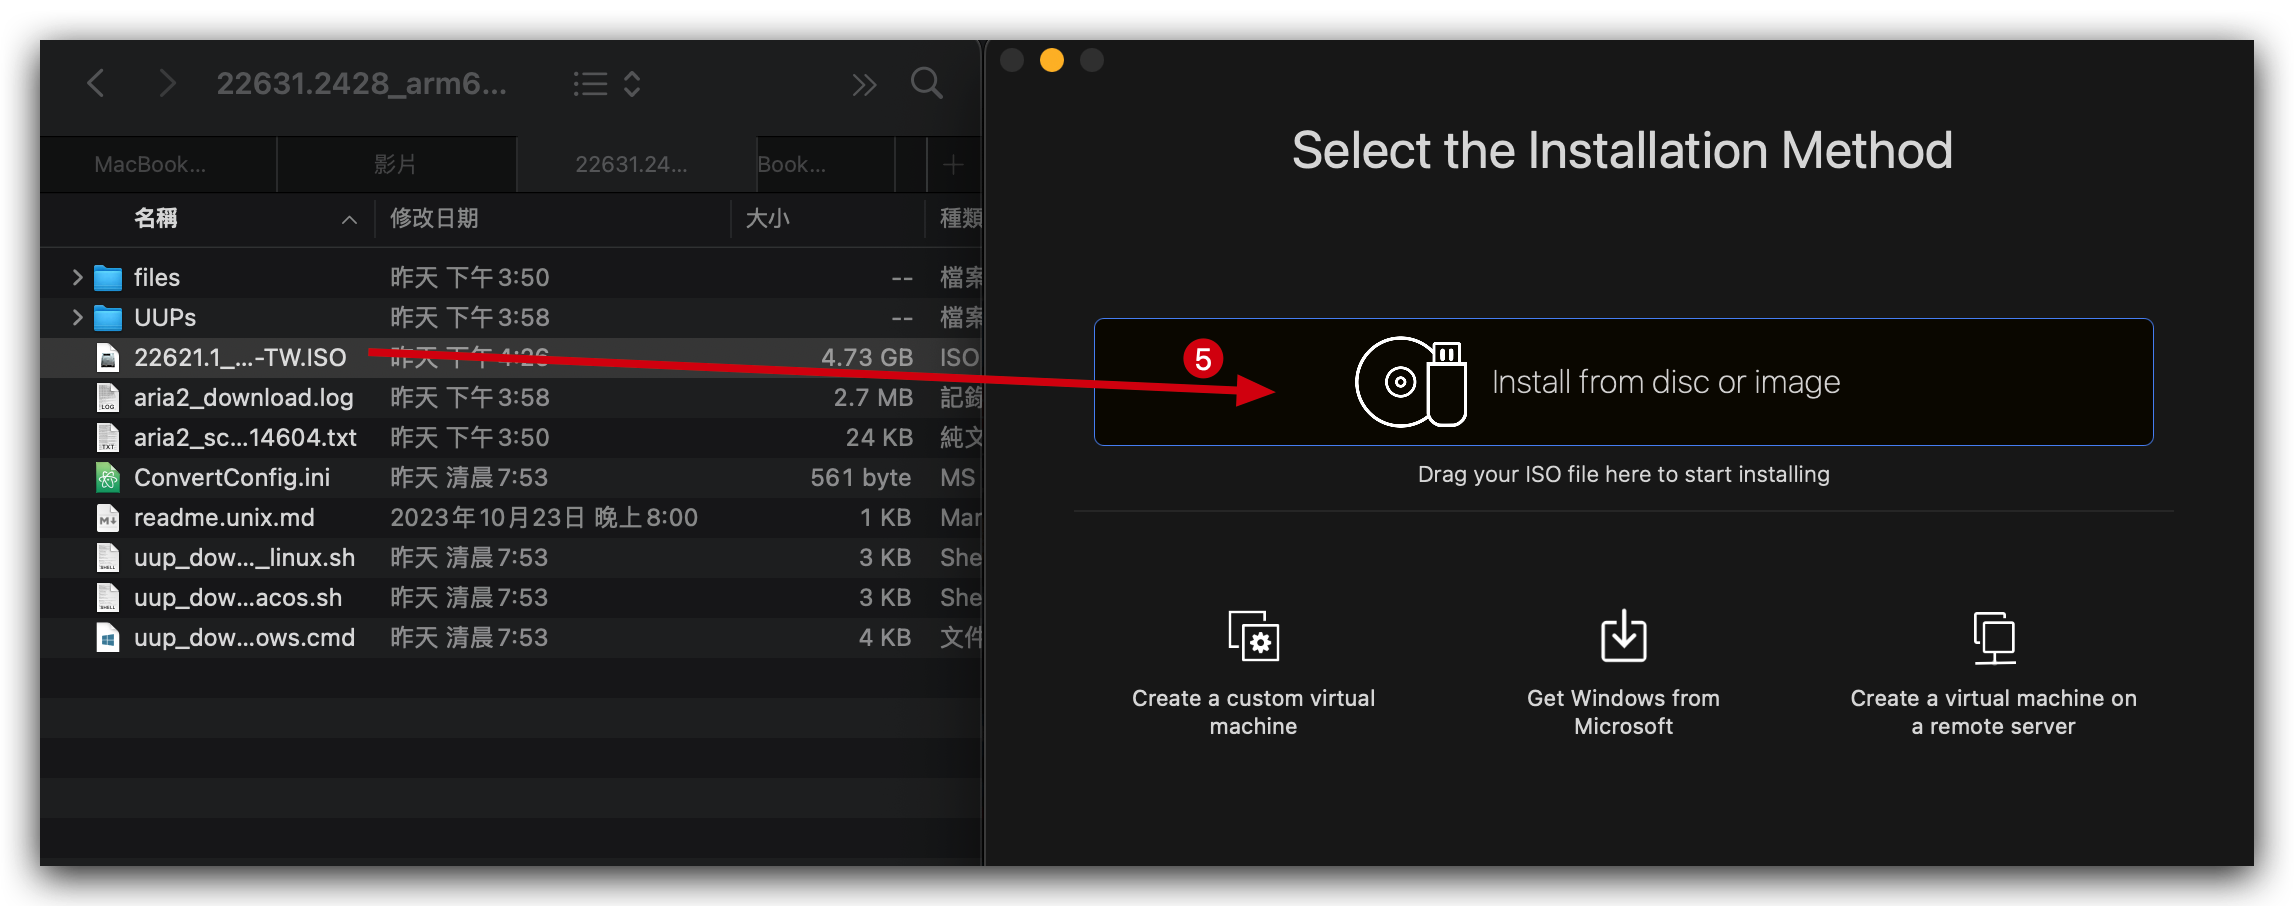 22631.2428_arm6...
MacBook...
影片
22631.24...
Book...
名稱
修改日期
大小
種類
files
昨天 下午 3:50
--
檔案
UUPs
昨天 下午 3:58
--
檔案
22621.1_...-TW.ISO
昨天 下午 4:26
4.73 GB
ISO
aria2_download.log
昨天 下午 3:58
2.7 MB
記錄
aria2_sc...14604.txt
昨天 下午 3:50
24 KB
純文
ConvertConfig.ini
昨天 清晨 7:53
561 byte
MS
readme.unix.md
2023年10月23日 晚上 8:00
1 KB
Mar
uup_dow..._linux.sh
昨天 清晨 7:53
3 KB
She
uup_dow...acos.sh
昨天 清晨 7:53
3 KB
She
uup_dow...ows.cmd
昨天 清晨 7:53
4 KB
文件
Select the Installation Method
5
Install from disc or image
Drag your ISO file here to start installing
Create a custom virtual
machine
Get Windows from
Microsoft
Create a virtual machine on
a remote server